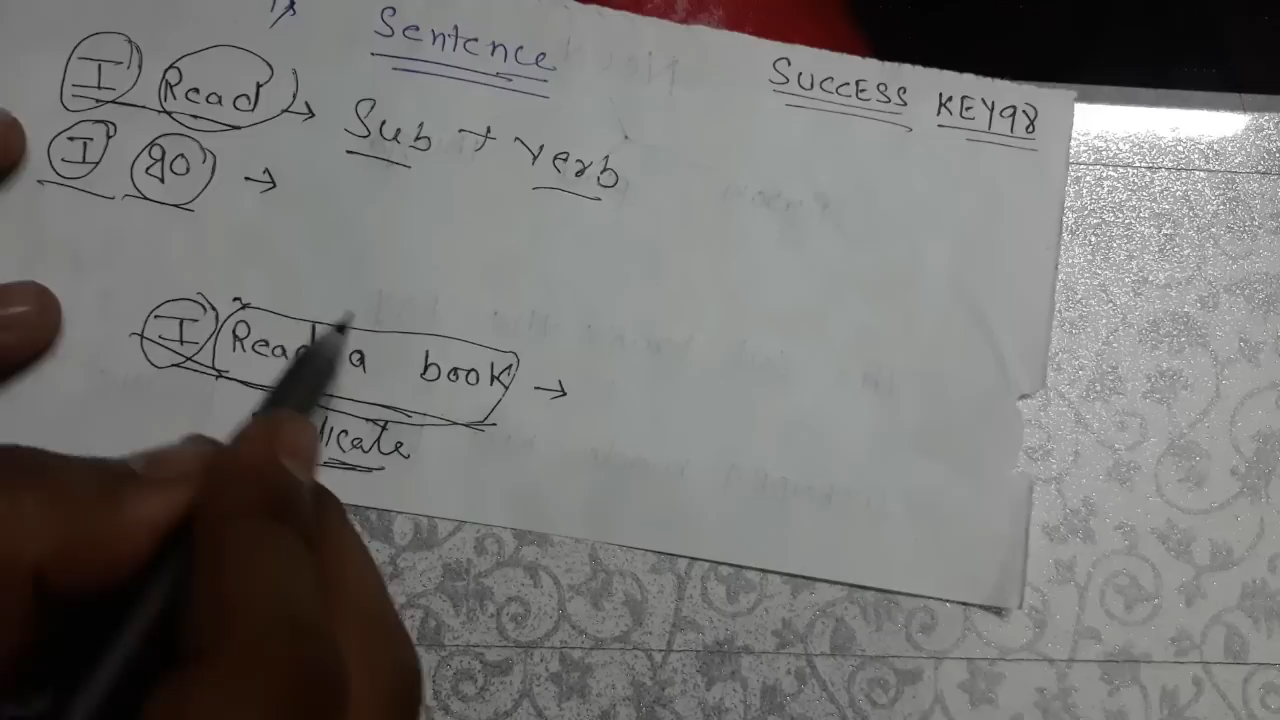 Sentence
SUCCESS KEY98
I Read → Sub + verb
I go →
I Read a book →